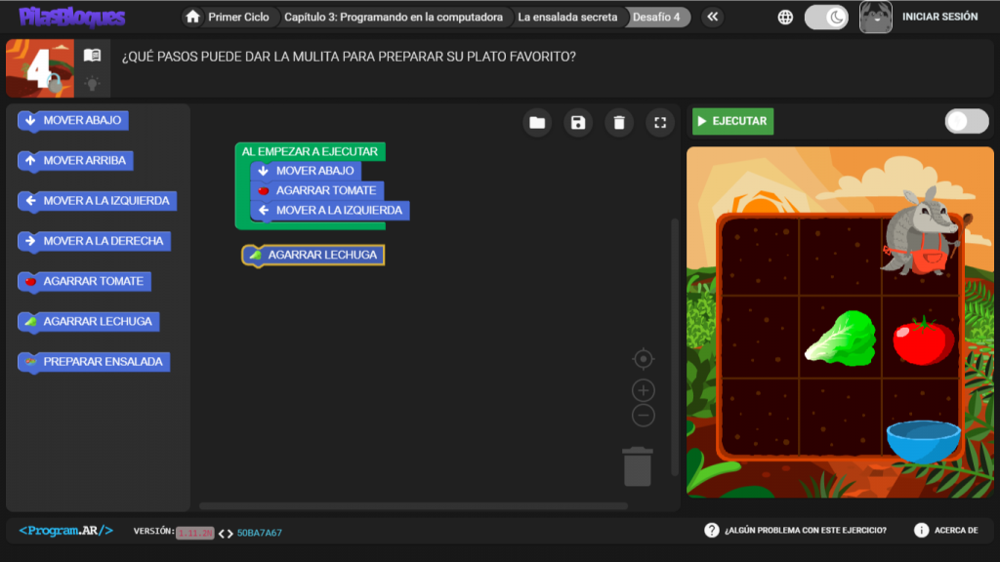 PilasBloques
Primer Ciclo
Capítulo 3: Programando en la computadora
La ensalada secreta
Desafío 4
INICIAR SESIÓN
4
¿QUÉ PASOS PUEDE DAR LA MULITA PARA PREPARAR SU PLATO FAVORITO?
MOVER ABAJO
MOVER ARRIBA
MOVER A LA IZQUIERDA
MOVER A LA DERECHA
AGARRAR TOMATE
AGARRAR LECHUGA
PREPARAR ENSALADA
AL EMPEZAR A EJECUTAR
MOVER ABAJO
AGARRAR TOMATE
MOVER A LA IZQUIERDA
AGARRAR LECHUGA
EJECUTAR
<Program.AR/>
VERSIÓN: 1.11.26 <> 50BA7A67
¿ALGÚN PROBLEMA CON ESTE EJERCICIO?
ACERCA DE